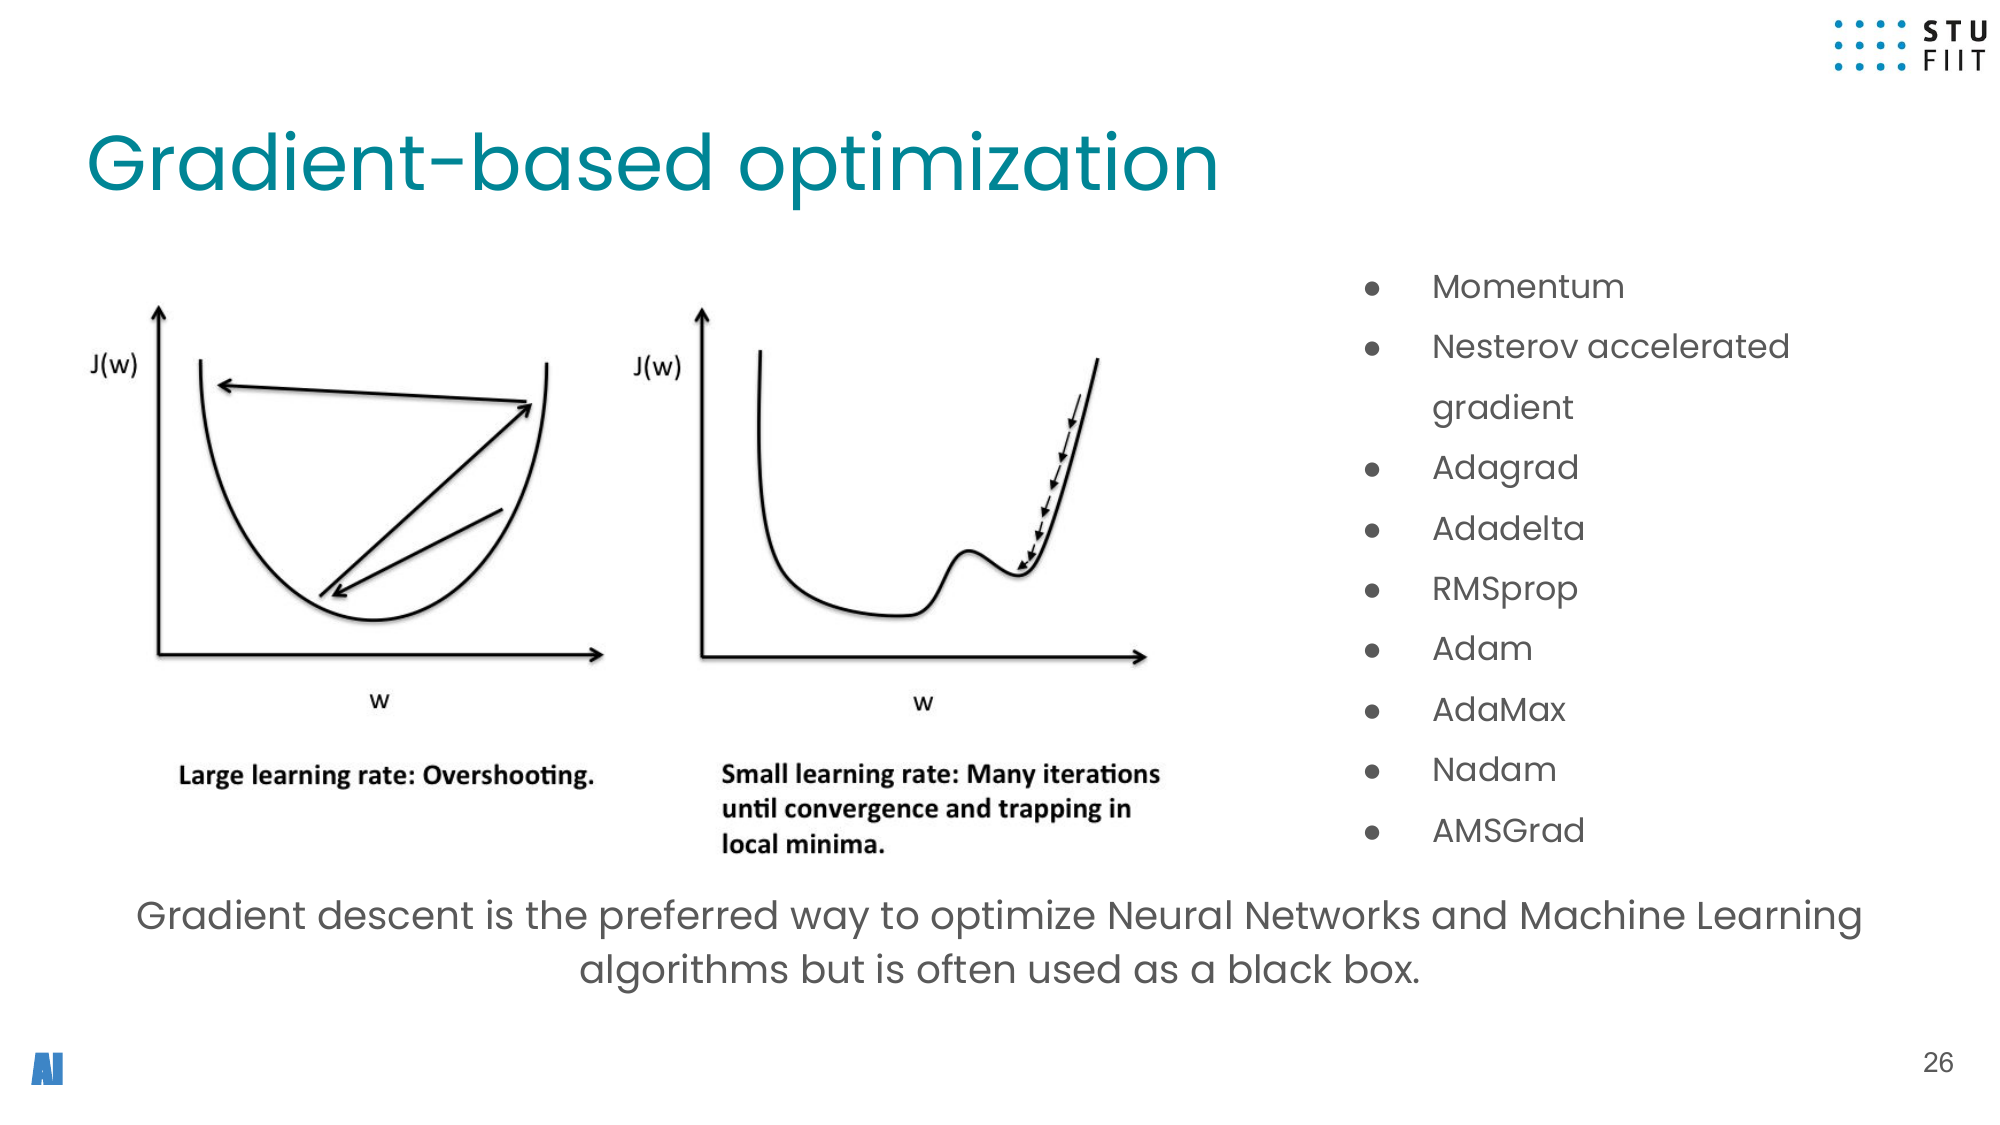 STU
FIIT
Gradient-based optimization
J(w)
w
Large learning rate: Overshooting.
J(w)
w
Small learning rate: Many iterations
until convergence and trapping in
local minima.
● Momentum
● Nesterov accelerated
gradient
● Adagrad
● Adadelta
● RMSprop
● Adam
● AdaMax
● Nadam
● AMSGrad
Gradient descent is the preferred way to optimize Neural Networks and Machine Learning
algorithms but is often used as a black box.
AI
26